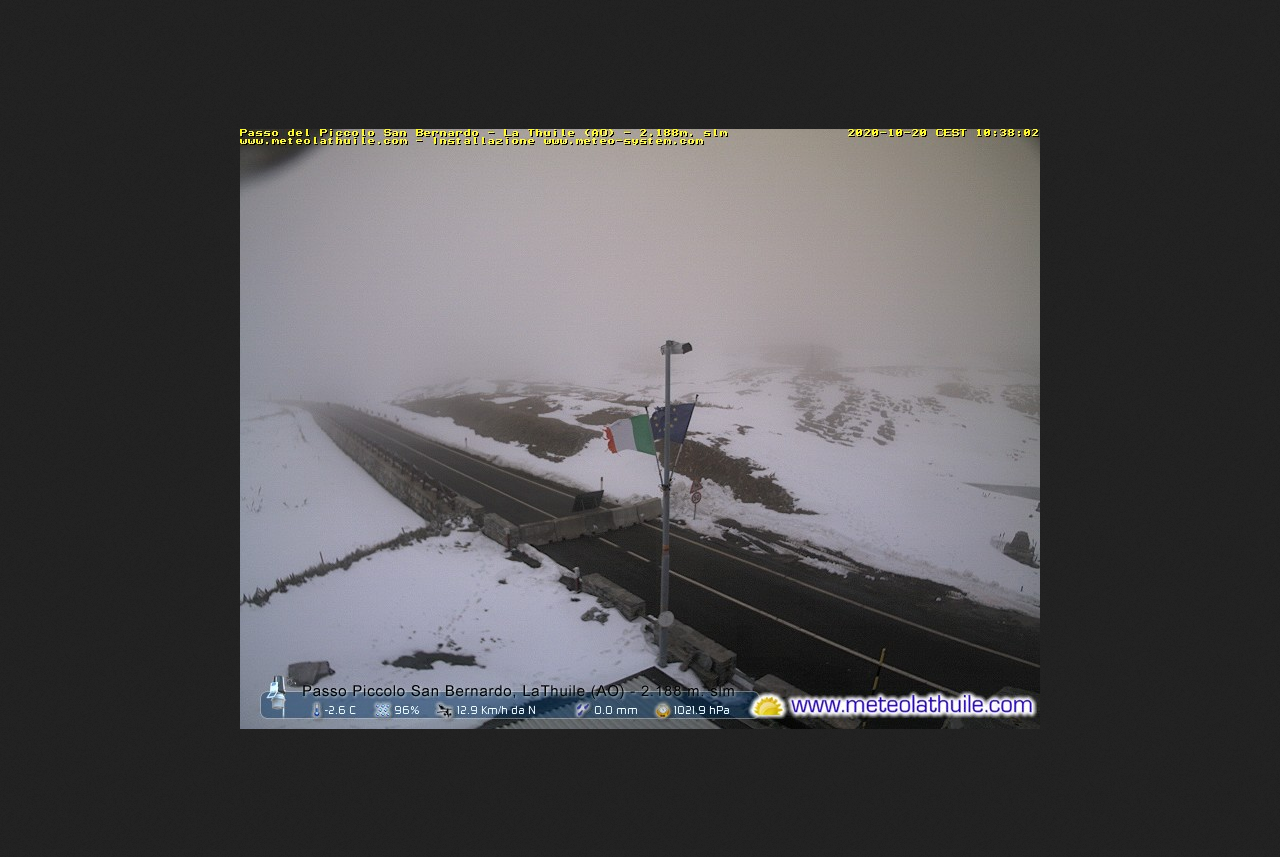 Passo del Piccolo San Bernardo - La Thuile (AO) - 2.188m. slm
2020-10-20 CEST 10:38:02
www.meteolathuile.com - Installazione www.meteo-system.com
Passo Piccolo San Bernardo, LaThuile (AO) - 2.188 m. slm
-2.6 C 96% 12.9 Km/h da N 0.0 mm 1021.9 hPa
www.meteolathuile.com